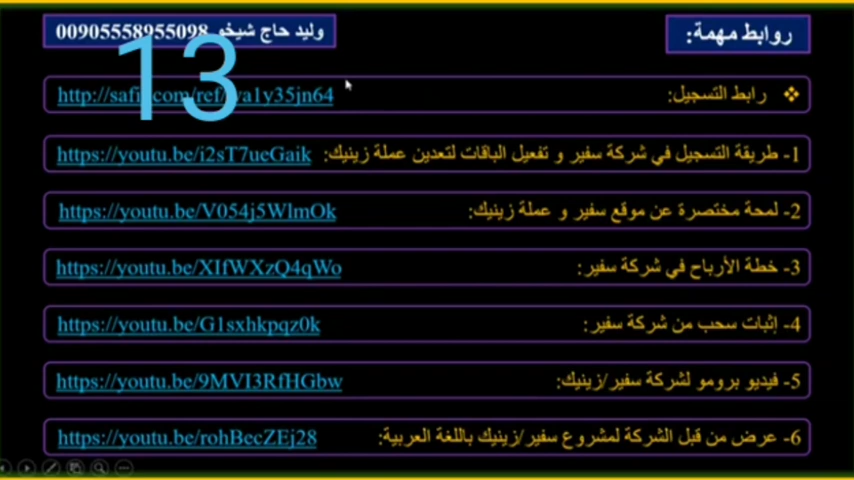 روابط مهمة:
وليد حاج شيخو 00905558955098
13
❖ رابط التسجيل:
1- طريقة التسجيل في شركة سفير و تفعيل الباقات لتعدين عملة زينيك: https://youtu.be/i2sT7ueGaik
2- لمحة مختصرة عن موقع سفير و عملة زينيك: https://youtu.be/V054j5WlmOk
3- خطة الأرباح في شركة سفير: https://youtu.be/XIfWXzQ4qWo
4- إثبات سحب من شركة سفير: https://youtu.be/G1sxhkpqz0k
5- فيديو برومو لشركة سفير/زينيك: https://youtu.be/9MVI3RfHGbw
6- عرض من قبل الشركة لمشروع سفير/زينيك باللغة العربية: https://youtu.be/rohBecZEj28